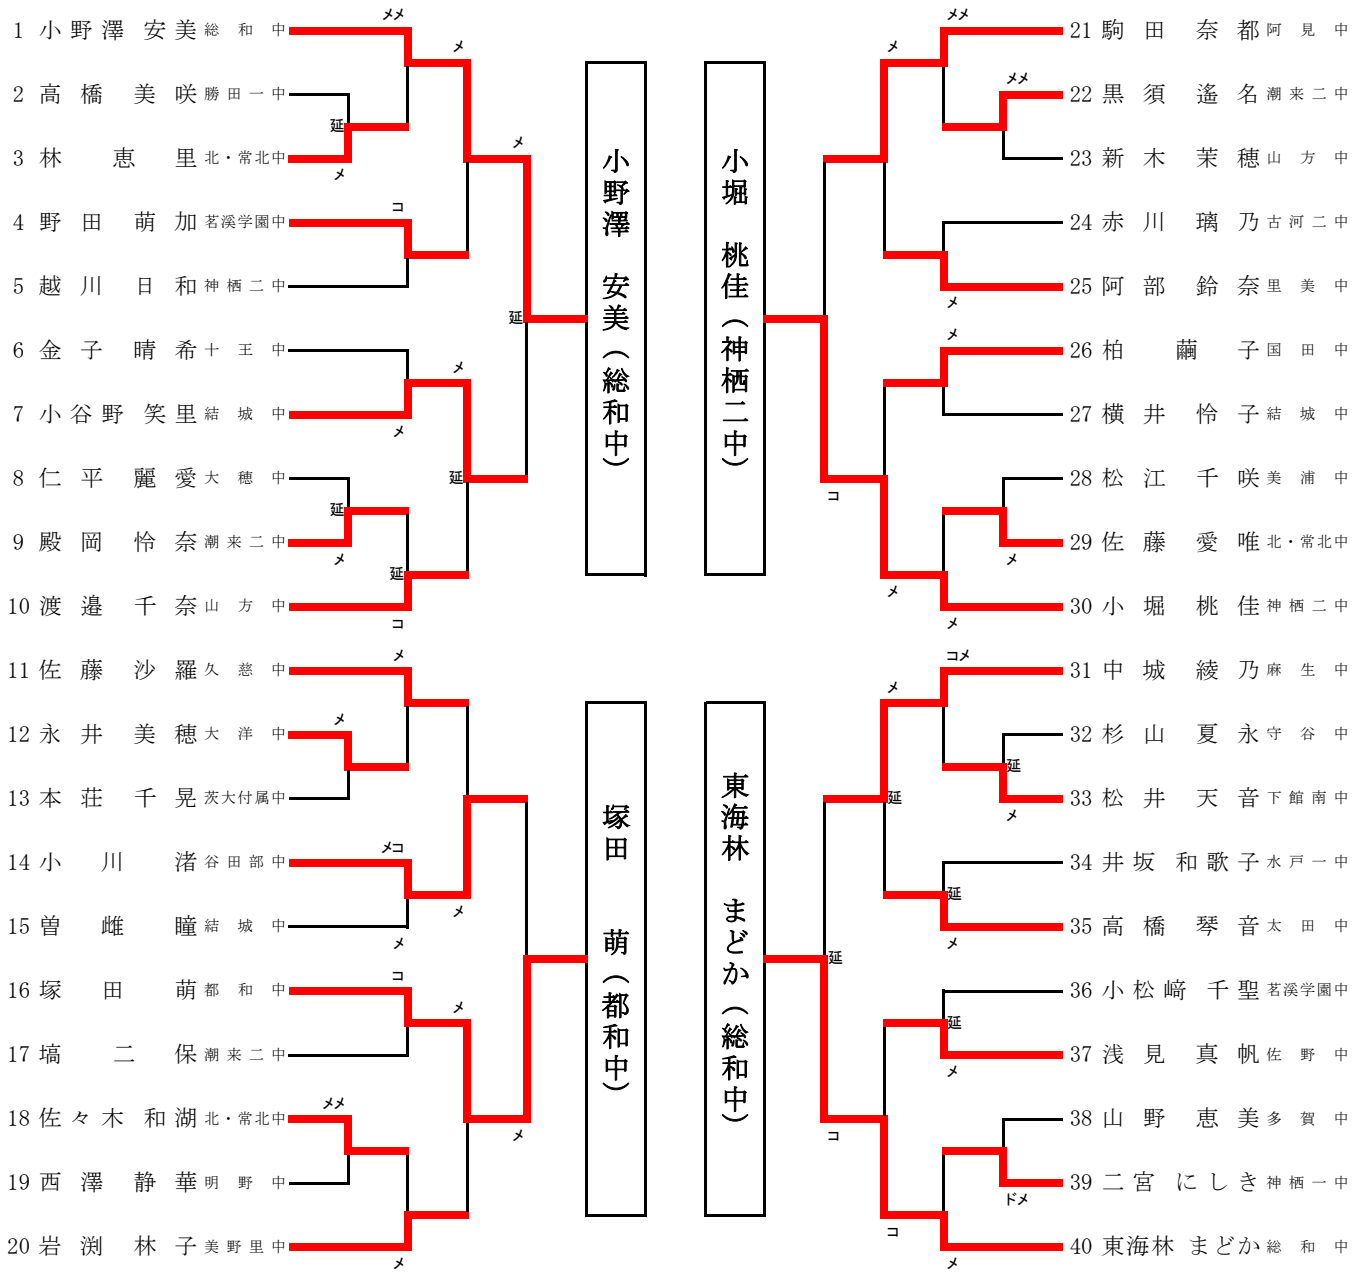 1 小野澤 安美 総和中
2 高橋 美咲 勝田一中
3 林 恵里 北・常北中
4 野田 萌加 茗溪学園中
5 越川 日和 神栖二中
6 金子 晴希 十王中
7 小谷野 笑里 結城中
8 仁平 麗愛 大穂中
9 殿岡 怜奈 潮来二中
10 渡邉 千奈 山方中
11 佐藤 沙羅 久慈中
12 永井 美穂 大洋中
13 本荘 千晃 茨大付属中
14 小川 渚 谷田部中
15 曽雌 瞳 結城中
16 塚田 萌 都和中
17 塙 二保 潮来二中
18 佐々木 和湖 北・常北中
19 西澤 静華 明野中
20 岩渕 林子 美野里中
メメ
メ
延
メ
メ
コ
延
メ
メ
延
延
メ
延
コ
メ
メ
メコ
メ
メ
コ
メ
メメ
メ
メ
小野澤 安美(総和中)
塚田 萌(都和中)
小堀 桃佳(神栖二中)
東海林 まどか(総和中)
メメ
メ
メメ
メ
メ
コ
メ
メ
メ
コメ
メ
延
メ
延
延
メ
延
延
メ
コ
ドメ
コ
メ
21 駒田 奈都 阿見中
22 黒須 遙名 潮来二中
23 新木 茉穂 山方中
24 赤川 璃乃 古河二中
25 阿部 鈴奈 里美中
26 柏 繭子 国田中
27 横井 怜子 結城中
28 松江 千咲 美浦中
29 佐藤 愛唯 北・常北中
30 小堀 桃佳 神栖二中
31 中城 綾乃 麻生中
32 杉山 夏永 守谷中
33 松井 天音 下館南中
34 井坂 和歌子 水戸一中
35 高橋 琴音 太田中
36 小松﨑 千聖 茗溪学園中
37 浅見 真帆 佐野中
38 山野 恵美 多賀中
39 二宮 にしき 神栖一中
40 東海林 まどか 総和中